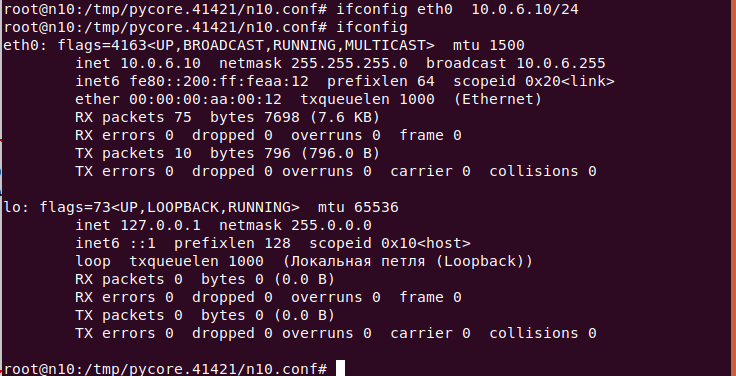 root@n10:/tmp/pycore.41421/n10.conf# ifconfig eth0  10.0.6.10/24
root@n10:/tmp/pycore.41421/n10.conf# ifconfig
eth0: flags=4163<UP,BROADCAST,RUNNING,MULTICAST>  mtu 1500
        inet 10.0.6.10  netmask 255.255.255.0  broadcast 10.0.6.255
        inet6 fe80::200:ff:feaa:12  prefixlen 64  scopeid 0x20<link>
        ether 00:00:00:aa:00:12  txqueuelen 1000  (Ethernet)
        RX packets 75  bytes 7698 (7.6 KB)
        RX errors 0  dropped 0  overruns 0  frame 0
        TX packets 10  bytes 796 (796.0 B)
        TX errors 0  dropped 0 overruns 0  carrier 0  collisions 0

lo: flags=73<UP,LOOPBACK,RUNNING>  mtu 65536
        inet 127.0.0.1  netmask 255.0.0.0
        inet6 ::1  prefixlen 128  scopeid 0x10<host>
        loop  txqueuelen 1000  (Локальная петля (Loopback))
        RX packets 0  bytes 0 (0.0 B)
        RX errors 0  dropped 0  overruns 0  frame 0
        TX packets 0  bytes 0 (0.0 B)
        TX errors 0  dropped 0 overruns 0  carrier 0  collisions 0

root@n10:/tmp/pycore.41421/n10.conf#